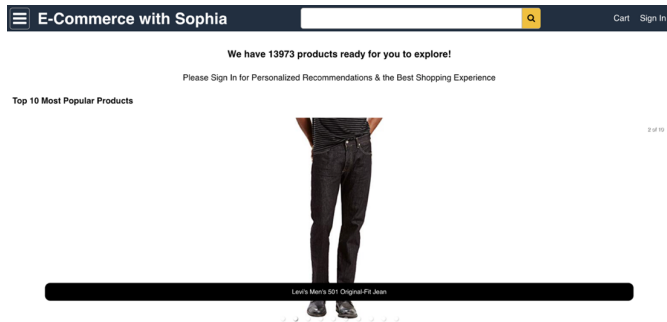 E-Commerce with Sophia
Cart Sign In
We have 13973 products ready for you to explore!
Please Sign In for Personalized Recommendations & the Best Shopping Experience
Top 10 Most Popular Products
2 of 10
Levi's Men's 501 Original-Fit Jean